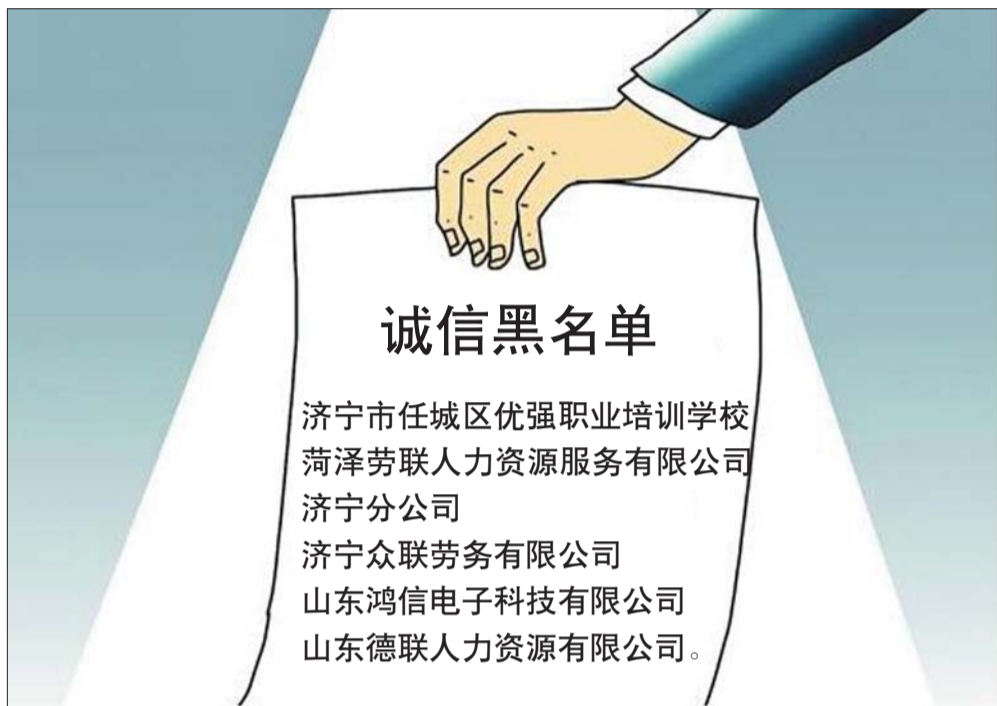 诚信黑名单
济宁市任城区优强职业培训学校
菏泽劳联人力资源服务有限公司
济宁分公司
济宁众联劳务有限公司
山东鸿信电子科技有限公司
山东德联人力资源有限公司。